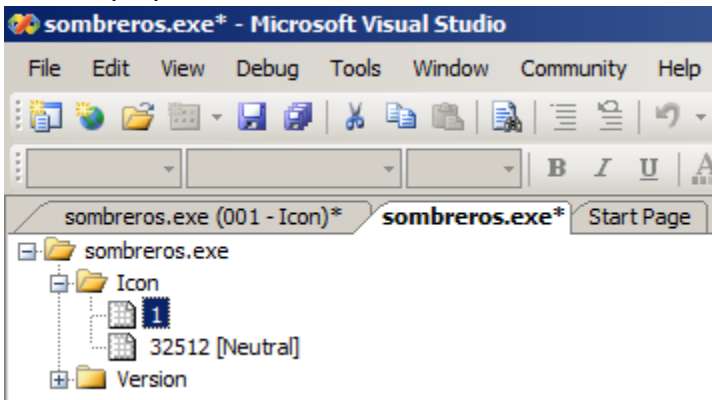 sombreros.exe* - Microsoft Visual Studio
File Edit View Debug Tools Window Community Help
B I U A
sombreros.exe (001 - Icon)* sombreros.exe* Start Page
sombreros.exe
Icon
1
32512 [Neutral]
Version